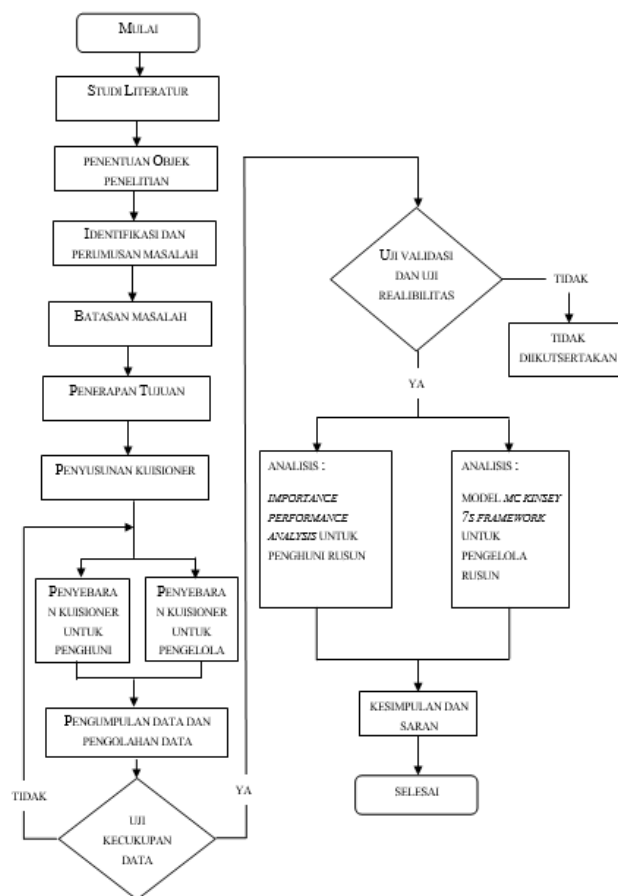 MULAI
STUDI LITERATUR
PENENTUAN OBJEK
PENELITIAN
IDENTIFIKASI DAN
PERUMUSAN MASALAH
BATASAN MASALAH
PENERAPAN TUJUAN
PENYUSUNAN KUISIONER
PENYEBARA
N KUISIONER
UNTUK
PENGHUNI
PENYEBARA
N KUISIONER
UNTUK
PENGELOLA
PENGUMPULAN DATA DAN
PENGOLAHAN DATA
UJI
KECUKUPAN
DATA
TIDAK
YA
UJI VALIDASI
DAN UJI
REALIBILITAS
TIDAK
TIDAK
DIIKUTSERTAKAN
YA
ANALISIS :
IMPORTANCE
PERFORMANCE
ANALYSIS UNTUK
PENGHUNI RUSUN
ANALISIS :
MODEL MC KINSEY
7S FRAMEWORK
UNTUK
PENGELOLA
RUSUN
KESIMPULAN DAN
SARAN
SELESAI